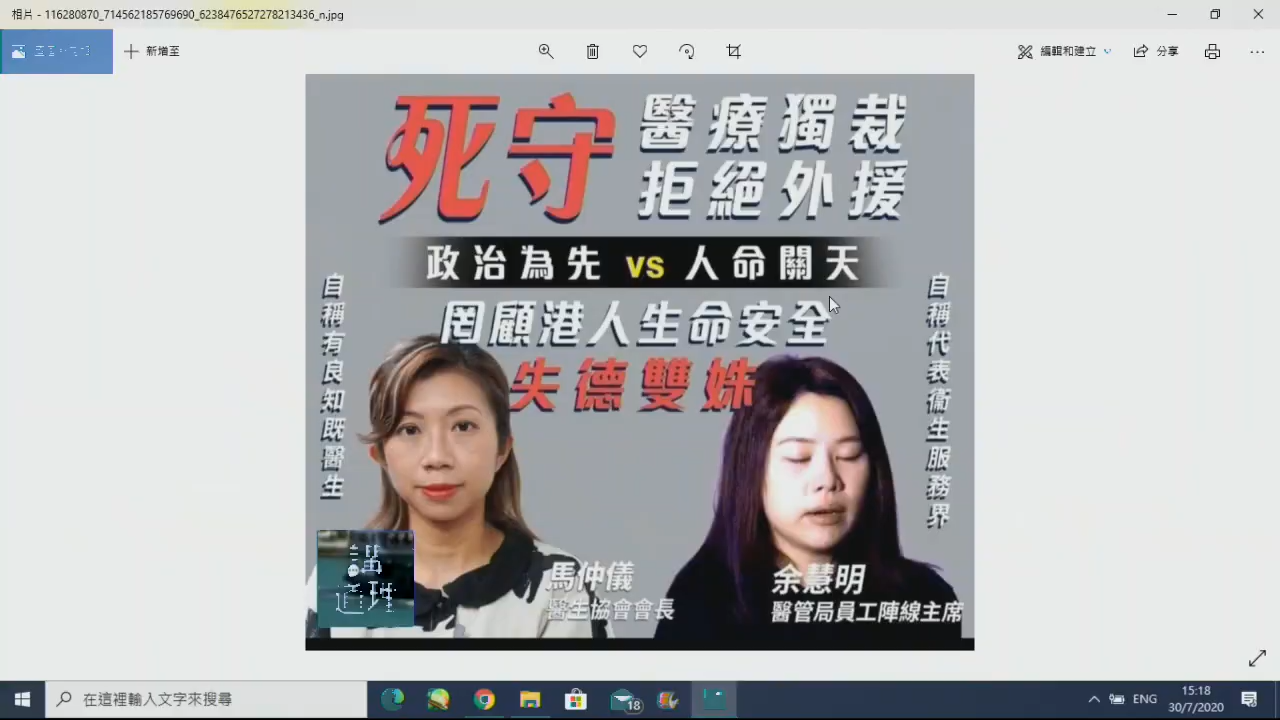 相片 - 116280870_714562185769690_6238476527278213436_n.jpg
新增至
編輯和建立
分享
死守
醫療獨裁
拒絕外援
政治為先 vs 人命關天
罔顧港人生命安全
失德雙姝
自稱有良知既醫生
自稱代表衞生服務界
馬仲儀
醫生協會會長
余慧明
醫管局員工陣線主席
在這裡輸入文字來搜尋
18
ENG
15:18
30/7/2020